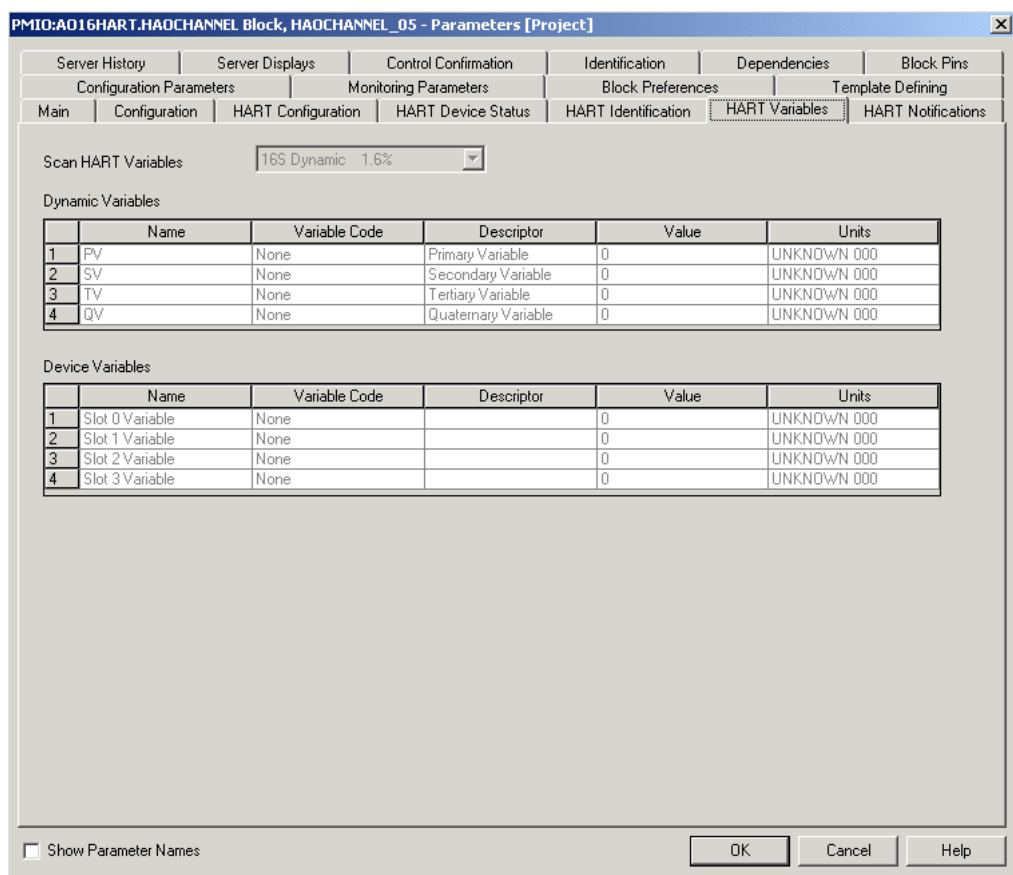 PMIO:AO16HART.HAOCHANNEL Block, HAOCHANNEL_05 - Parameters [Project]
Server History Server Displays Control Confirmation Identification Dependencies Block Pins
Configuration Parameters Monitoring Parameters Block Preferences Template Defining
Main Configuration HART Configuration HART Device Status HART Identification HART Variables HART Notifications
Scan HART Variables 16S Dynamic 1.6%
Dynamic Variables
Name Variable Code Descriptor Value Units
1 PV None Primary Variable 0 UNKNOWN 000
2 SV None Secondary Variable 0 UNKNOWN 000
3 TV None Tertiary Variable 0 UNKNOWN 000
4 QV None Quaternary Variable 0 UNKNOWN 000
Device Variables
Name Variable Code Descriptor Value Units
1 Slot 0 Variable None 0 UNKNOWN 000
2 Slot 1 Variable None 0 UNKNOWN 000
3 Slot 2 Variable None 0 UNKNOWN 000
4 Slot 3 Variable None 0 UNKNOWN 000
Show Parameter Names OK Cancel Help